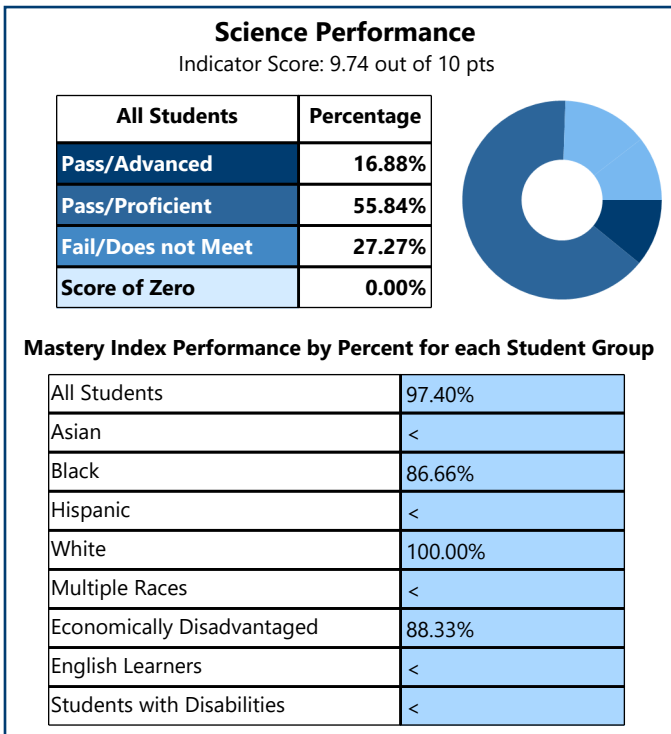 Science Performance
Indicator Score: 9.74 out of 10 pts
All Students Percentage
Pass/Advanced 16.88%
Pass/Proficient 55.84%
Fail/Does not Meet 27.27%
Score of Zero 0.00%
Mastery Index Performance by Percent for each Student Group
All Students 97.40%
Asian <
Black 86.66%
Hispanic <
White 100.00%
Multiple Races <
Economically Disadvantaged 88.33%
English Learners <
Students with Disabilities <